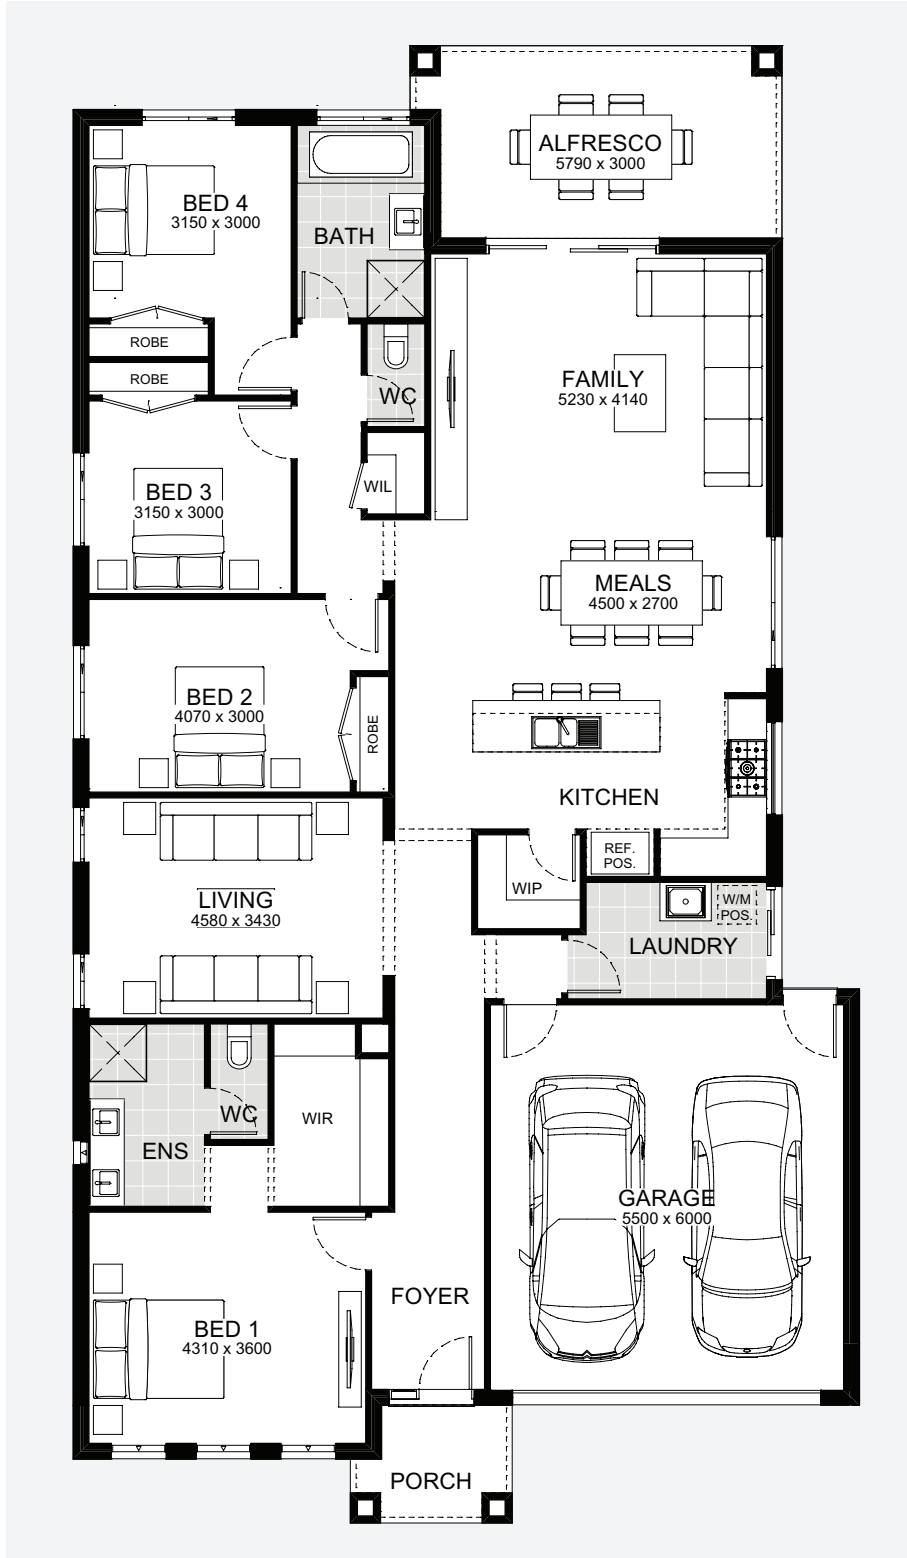 ALFRESCO
5790 x 3000
BED 4
3150 x 3000
BATH
ROBE
ROBE
WC
FAMILY
5230 x 4140
BED 3
3150 x 3000
WIL
MEALS
4500 x 2700
BED 2
4070 x 3000
ROBE
KITCHEN
REF.
POS.
WIP
LIVING
4580 x 3430
W/M
POS.
LAUNDRY
WC
WIR
ENS
GARAGE
5500 x 6000
FOYER
BED 1
4310 x 3600
PORCH